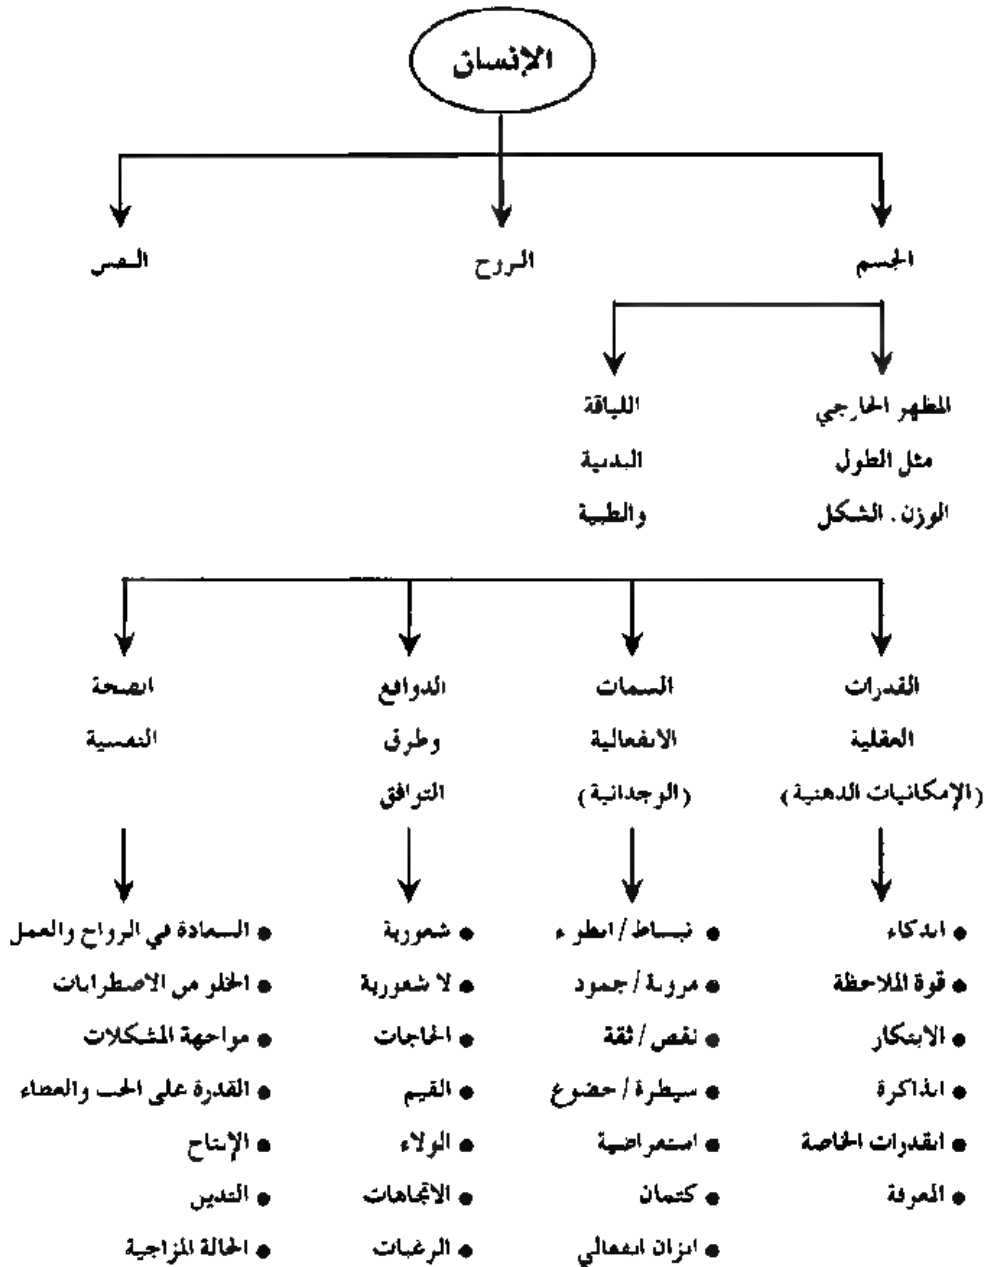 الإنسان
الجسم
الروح
النفس
المظهر الخارجي
مثل الطول
الوزن. الشكل
اللياقة
البدنية
والطبية
القدرات
العقلية
(الإمكانيات الذهنية)
السمات
الانفعالية
(الوجدانية)
الدوافع
وطرق
التوافق
الصحة
النفسية
● الذكاء
● قوة الملاحظة
● الابتكار
● الذاكرة
● القدرات الخاصة
● المعرفة
● انبساط / انطواء
● مرونة / جمود
● نقص / ثقة
● سيطرة / خضوع
● استعراضية
● كتمان
● اتزان انفعالي
● شعورية
● لا شعورية
● الحاجات
● القيم
● الولاء
● الاتجاهات
● الرغبات
● السعادة في الزواج والعمل
● الخلو من الاضطرابات
● مواجهة المشكلات
● القدرة على الحب والعطاء
● الإنتاج
● التدين
● الحالة المزاجية